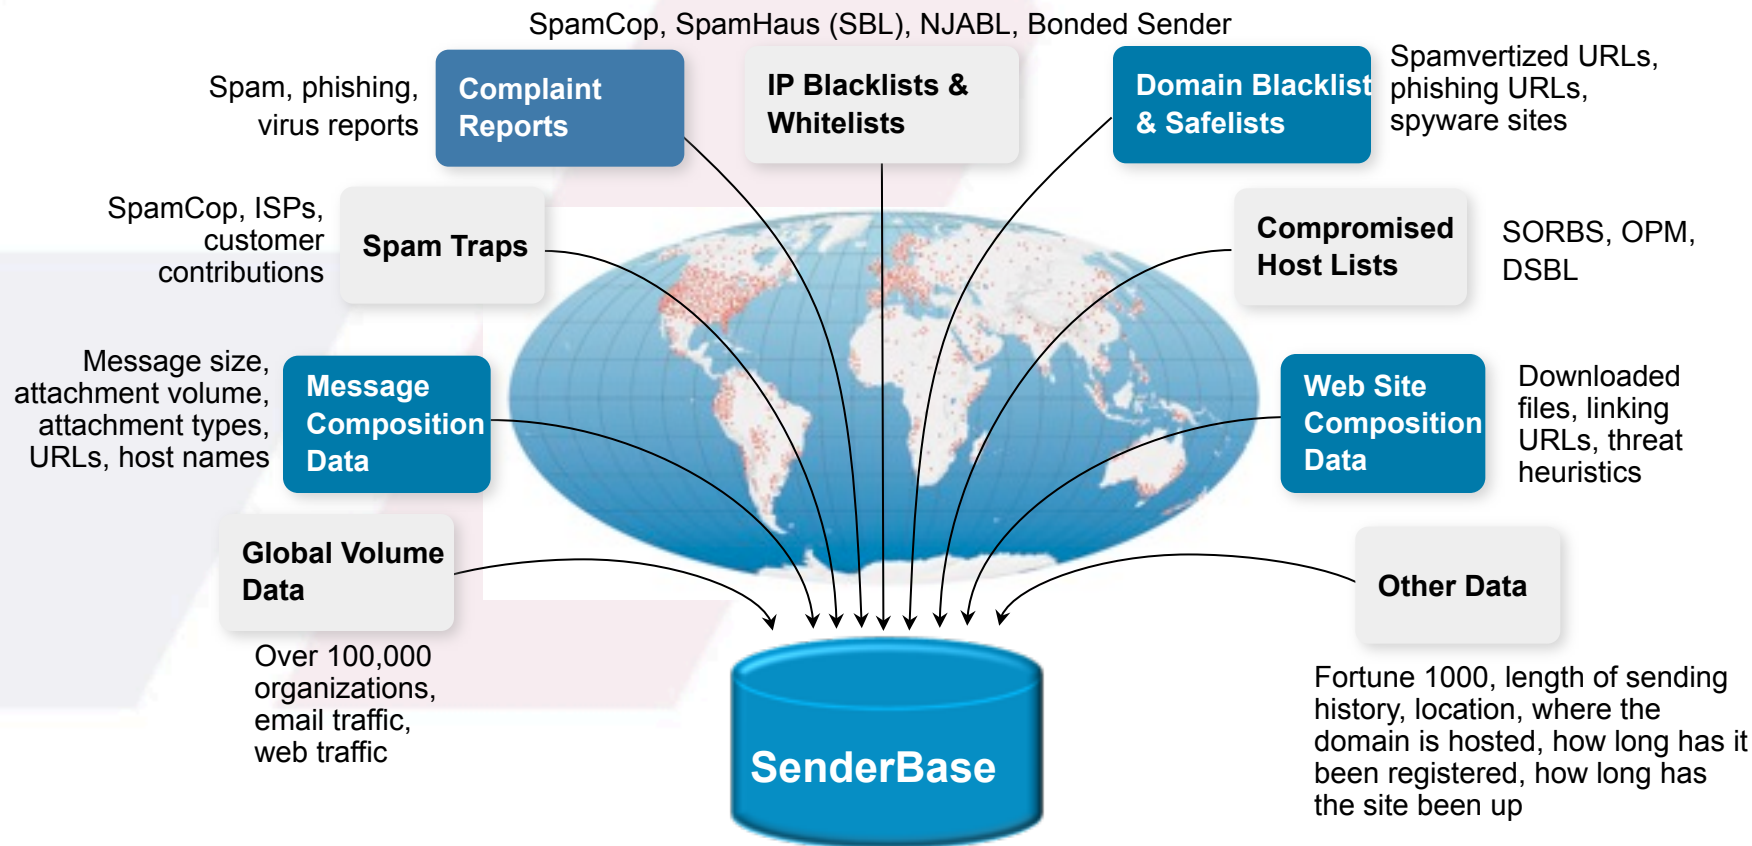 SpamCop, SpamHaus (SBL), NJABL, Bonded Sender
Spam, phishing,
virus reports
Complaint
Reports
IP Blacklists &
Whitelists
Domain Blacklist
& Safelists
Spamvertized URLs,
phishing URLs,
spyware sites
SpamCop, ISPs,
customer
contributions
Spam Traps
Compromised
Host Lists
SORBS, OPM,
DSBL
Message size,
attachment volume,
attachment types,
URLs, host names
Message
Composition
Data
Web Site
Composition
Data
Downloaded
files, linking
URLs, threat
heuristics
Global Volume
Data
Over 100,000
organizations,
email traffic,
web traffic
Other Data
Fortune 1000, length of sending
history, location, where the
domain is hosted, how long has it
been registered, how long has
the site been up
SenderBase